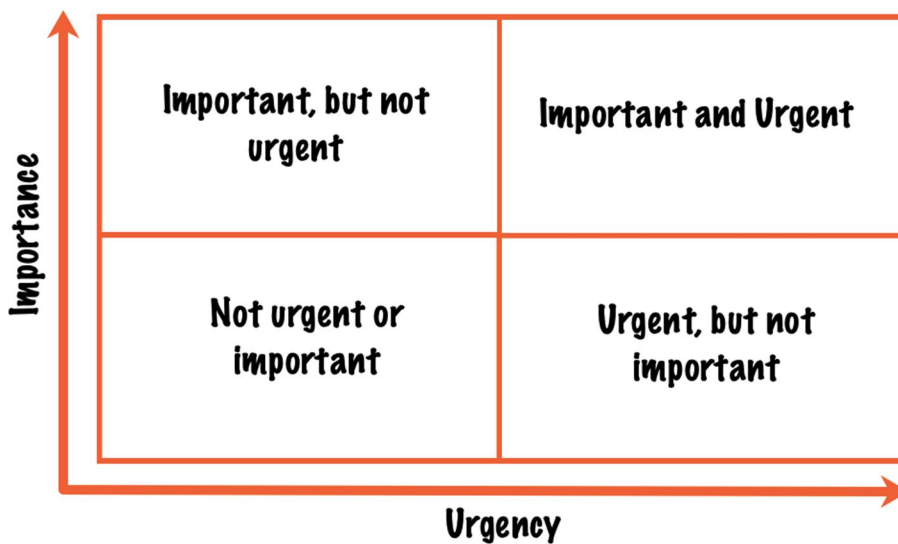 Important, but not
urgent
Important and Urgent
Importance
Not urgent or
important
Urgent, but not
important
Urgency